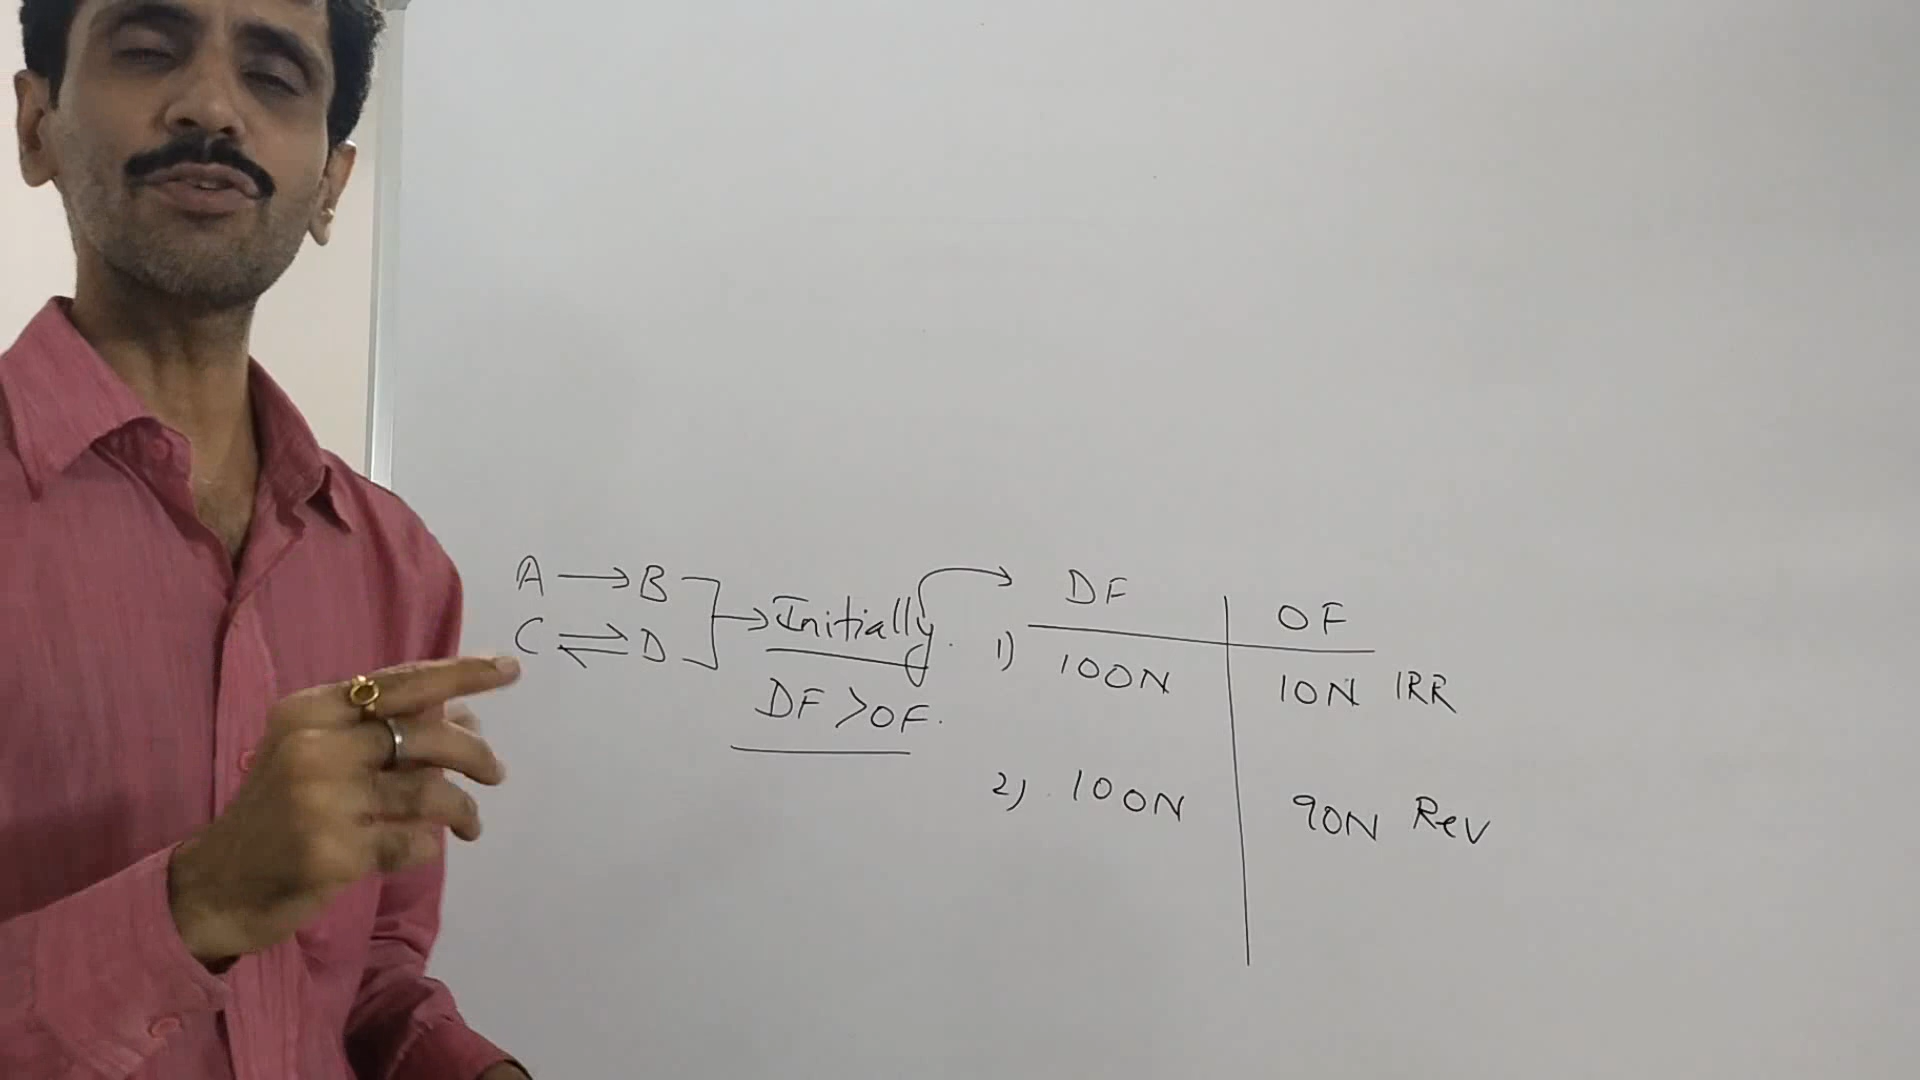 A → B
C ⇌ D
→ Initially
DF > OF.
DF | OF
1) 100N | 10N IRR
2) 100N | 90N Rev